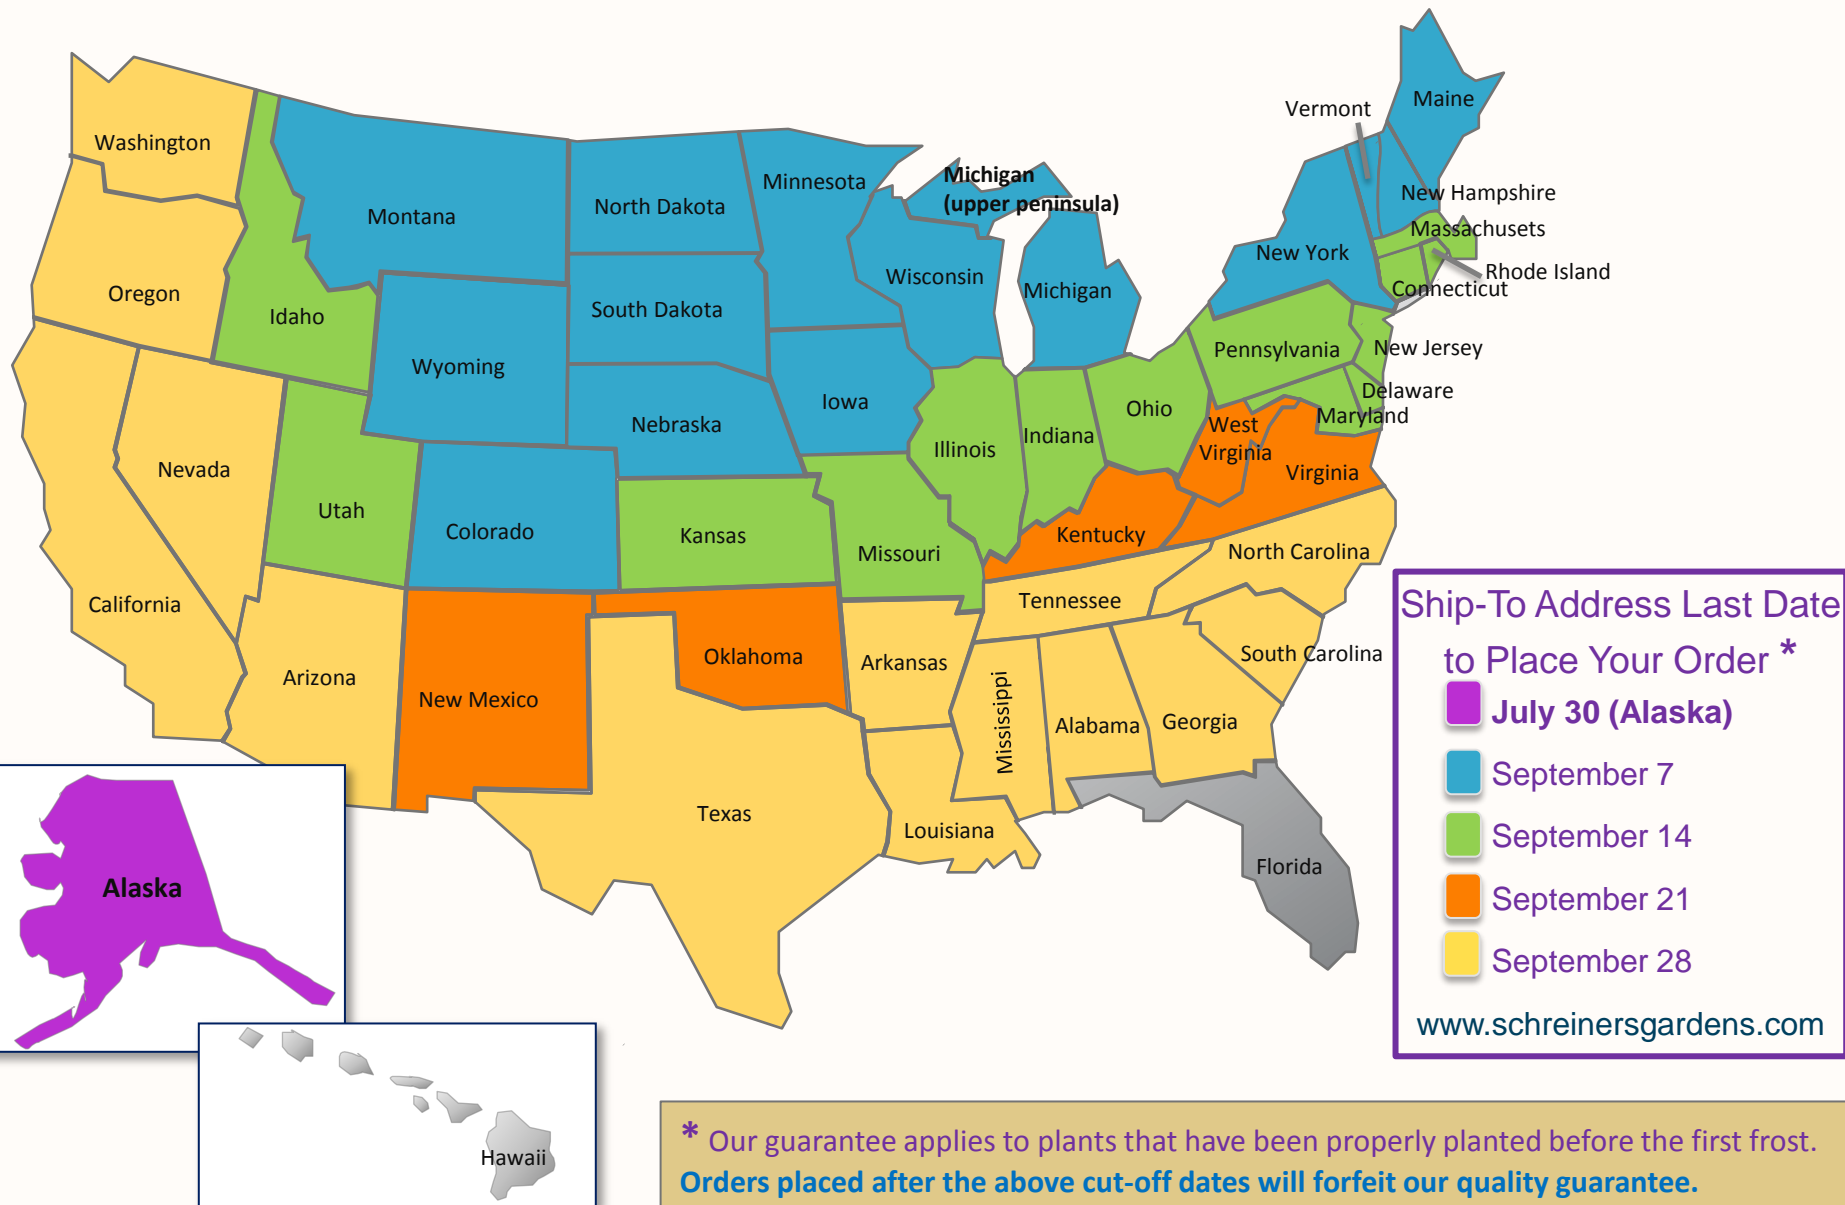 Washington
Oregon
California
Nevada
Idaho
Utah
Arizona
Montana
Wyoming
Colorado
New Mexico
North Dakota
South Dakota
Nebraska
Kansas
Oklahoma
Texas
Minnesota
Iowa
Missouri
Arkansas
Louisiana
Wisconsin
Michigan
(upper peninsula)
Michigan
Illinois
Indiana
Ohio
Kentucky
Tennessee
Mississippi
Alabama
Georgia
Florida
South Carolina
North Carolina
West
Virginia
Virginia
Maryland
Delaware
Pennsylvania
New Jersey
New York
Connecticut
Rhode Island
Massachusets
New Hampshire
Vermont
Maine
Alaska
Hawaii
Ship-To Address Last Date
to Place Your Order *
July 30 (Alaska)
September 7
September 14
September 21
September 28
www.schreinersgardens.com
* Our guarantee applies to plants that have been properly planted before the first frost.
Orders placed after the above cut-off dates will forfeit our quality guarantee.